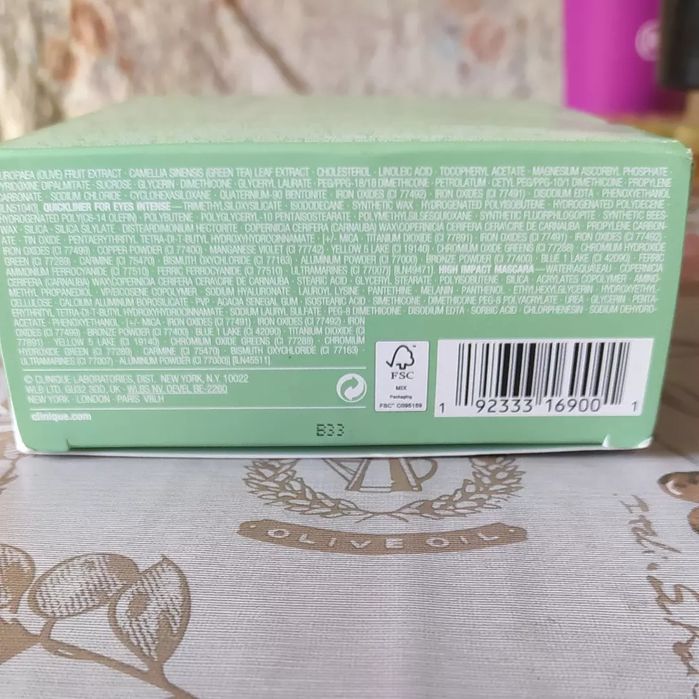 UROPAEA (OLIVE) FRUIT EXTRACT · CAMELLIA SINENSIS (GREEN TEA) LEAF EXTRACT · CHOLESTEROL · LINOLEIC ACID · TOCOPHERYL ACETATE · MAGNESIUM ASCORBYL PHOSPHATE ·
YRIDOXINE DIPALMITATE · SUCROSE · GLYCERIN · DIMETHICONE · GLYCERYL LAURATE · PEG/PPG-18/18 DIMETHICONE · PETROLATUM · CETYL PEG/PPG-10/1 DIMETHICONE · PROPYLENE
CARBONATE · SODIUM CHLORIDE · CYCLOHEXASILOXANE · QUATERNIUM-90 BENTONITE · IRON OXIDES (CI 77492) · IRON OXIDES (CI 77491) · DISODIUM EDTA · PHENOXYETHANOL
QUICKLINER FOR EYES INTENSE – TRIMETHYLSILOXYSILICATE · ISODODECANE · SYNTHETIC WAX · HYDROGENATED POLYDECENE
HYDROGENATED POLY(C6-14 OLEFIN) · POLYBUTENE · POLYGLYCERYL-10 PENTAISOSTEARATE · POLYMETHYLSILSESQUIOXANE · SYNTHETIC FLUORPHLOGOPITE · SYNTHETIC BEES-
· SILICA · SILICA SILYLATE · DISTEARDIMONIUM HECTORITE · COPERNICIA CERIFERA (CARNAUBA) WAX\COPERNICIA CERIFERA CERA\CIRE DE CARNAUBA · PROPYLENE CARBON-
ATE · TIN OXIDE · PENTAERYTHRITYL TETRA-DI-T-BUTYL HYDROXYHYDROCINNAMATE · [+/- MICA · TITANIUM DIOXIDE (CI 77891) · IRON OXIDES (CI 77491) · IRON OXIDES (CI 77492)
· IRON OXIDES (CI 77489) · COPPER POWDER (CI 77400) · MANGANESE VIOLET (CI 77742) · YELLOW 5 LAKE (CI 19140) · CHROMIUM OXIDE GREENS (CI 77288) · CHROMIUM HYDROXIDE
GREEN (CI 77289) · CARMINE (CI 75470) · BISMUTH OXYCHLORIDE (CI 77163) · ALUMINUM POWDER (CI 77000) · BRONZE POWDER (CI 77400) · BLUE 1 LAKE (CI 42090) · FERRIC
AMMONIUM FERROCYANIDE (CI 77510) · FERRIC FERROCYANIDE (CI 77510) · ULTRAMARINES (CI 77007)] [ILN49471] HIGH IMPACT MASCARA – WATER\AQUA\EAU · COPERNICIA
CERIFERA (CARNAUBA) WAX\COPERNICIA CERIFERA CERA\CIRE DE CARNAUBA · STEARIC ACID · GLYCERYL STEARATE · POLYISOBUTENE · SILICA · ACRYLATES COPOLYMER · AMINO-
METHYL PROPANEDIOL · HYDROGENATED POLYISOBUTENE · SODIUM HYALURONATE · LAUROYL LYSINE · PANTETHINE · MELANIN · PANTHENOL · ETHYLHEXYLGLYCERIN · HYDROXYETHYL-
CELLULOSE · CALCIUM ALUMINUM BOROSILICATE · PVP · ACACIA SENEGAL GUM · ISOSTEARIC ACID · SIMETHICONE · DIMETHICONE PEG-8 POLYACRYLATE · UREA · GLYCERIN · PENTA-
ERYTHRITYL TETRA-DI-T-BUTYL HYDROXYHYDROCINNAMATE · SODIUM LAURYL SULFATE · PEG-8 DIMETHICONE · DISODIUM EDTA · SORBIC ACID · CHLORPHENESIN · SODIUM DEHYDRO-
ACETATE · PHENOXYETHANOL · [+/- MICA · IRON OXIDES (CI 77491) · IRON OXIDES (CI 77492) · IRON
OXIDES (CI 77499) · BRONZE POWDER (CI 77400) · BLUE 1 LAKE (CI 42090) · TITANIUM DIOXIDE (CI
77891) · YELLOW 5 LAKE (CI 19140) · CHROMIUM OXIDE GREENS (CI 77288) · CHROMIUM HY-
DROXIDE GREEN (CI 77289) · CARMINE (CI 75470) · BISMUTH OXYCHLORIDE (CI 77163) ·
ULTRAMARINES (CI 77007) · ALUMINUM POWDER (CI 77000)] [ILN45511]
© CLINIQUE LABORATORIES, DIST. NEW YORK, N.Y. 10022
NEW YORK · LONDON · PARIS
clinique.com
FSC
MIX
Packaging
1 92333 16900 1
B33
OLIVE OIL